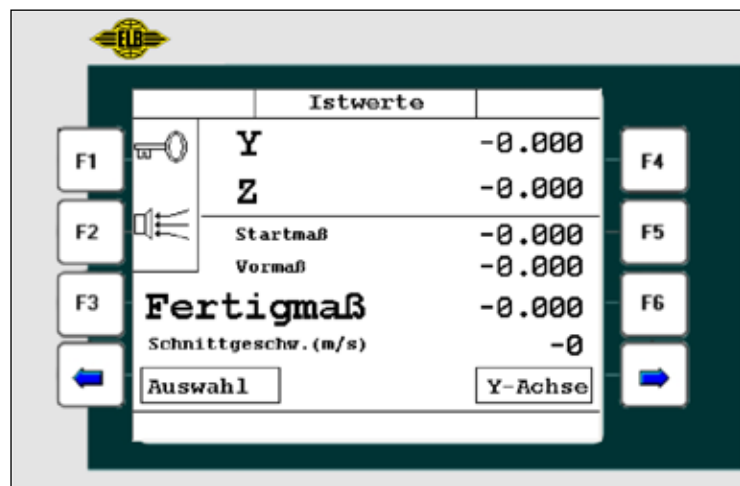 ELB
Istwerte
F1 Y -0.000 F4
Z -0.000
F2 Startmaß -0.000 F5
Vormaß -0.000
F3 Fertigmaß -0.000 F6
Schnittgeschw.(m/s) -0
Auswahl Y-Achse